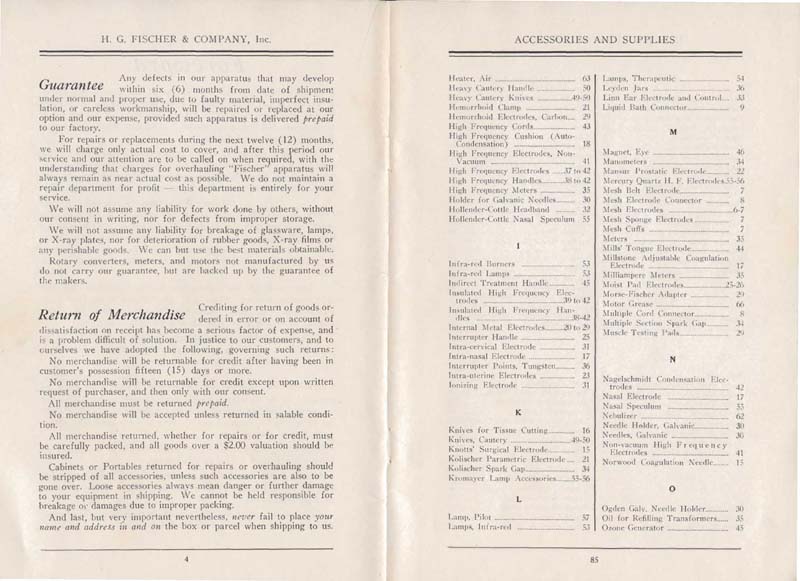 H. G. FISCHER & COMPANY, Inc.
Guarantee Any defects in our apparatus that may develop
within six (6) months from date of shipment
under normal and proper use, due to faulty material, imperfect insu-
lation, or careless workmanship, will be repaired or replaced at our
option and our expense, provided such apparatus is delivered prepaid
to our factory.
For repairs or replacements during the next twelve (12) months,
we will charge only actual cost to cover, and after this period our
service and our attention are to be called on when required, with the
understanding that charges for overhauling "Fischer" apparatus will
always remain as near actual cost as possible. We do not maintain a
repair department for profit — this department is entirely for your
service.
We will not assume any liability for work done by others, without
our consent in writing, nor for defects from improper storage.
We will not assume any liability for breakage of glassware, lamps,
or X-ray plates, nor for deterioration of rubber goods, X-ray films or
any perishable goods. We can but use the best materials obtainable.
Rotary converters, meters, and motors not manufactured by us
do not carry our guarantee, but are backed up by the guarantee of
the makers.
Return of Merchandise Crediting for return of goods or-
dered in error or on account of
dissatisfaction on receipt has become a serious factor of expense, and
is a problem difficult of solution. In justice to our customers, and to
ourselves we have adopted the following, governing such returns:
No merchandise will be returnable for credit after having been in
customer's possession fifteen (15) days or more.
No merchandise will be returnable for credit except upon written
request of purchaser, and then only with our consent.
All merchandise must be returned prepaid.
No merchandise will be accepted unless returned in salable condi-
tion.
All merchandise returned, whether for repairs or for credit, must
be carefully packed, and all goods over a $2.00 valuation should be
insured.
Cabinets or Portables returned for repairs or overhauling should
be stripped of all accessories, unless such accessories are also to be
gone over. Loose accessories always mean danger or further damage
to your equipment in shipping. We cannot be held responsible for
breakage or damages due to improper packing.
And last, but very important nevertheless, never fail to place your
name and address in and on the box or parcel when shipping to us.
4
ACCESSORIES AND SUPPLIES
Heater, Air 63
Heavy Cautery Handle 50
Heavy Cautery Knives 49-50
Hemorrhoid Clamp 21
Hemorrhoid Electrodes, Carbon 29
High Frequency Cords 43
High Frequency Cushion (Auto-
Condensation) 18
High Frequency Electrodes, Non-
Vacuum 41
High Frequency Electrodes 37 to 42
High Frequency Handles 38 to 42
High Frequency Meters 35
Holder for Galvanic Needles 30
Hollender-Cottle Headband 32
Hollender-Cottle Nasal Speculum 55
I
Infra-red Burners 53
Infra-red Lamps 53
Indirect Treatment Handle 45
Insulated High Frequency Elec-
trodes 39 to 42
Insulated High Frequency Han-
dles 38-42
Internal Metal Electrodes 20 to 29
Interrupter Handle 25
Intra-cervical Electrode 31
Intra-nasal Electrode 17
Interrupter Points, Tungsten 36
Intra-uterine Electrodes 23
Ionizing Electrode 31
K
Knives for Tissue Cutting 16
Knives, Cautery 49-50
Knotts' Surgical Electrode 15
Kolischer Parametric Electrode 21
Kolischer Spark Gap 34
Kromayer Lamp Accessories 55-56
L
Lamp, Pilot 57
Lamps, Infra-red 53
Lamps, Therapeutic 54
Leyden Jars 36
Linn Ear Electrode and Control 33
Liquid Bath Connector 9
M
Magnet, Eye 46
Manometers 34
Mansur Prostatic Electrode 22
Mercury Quartz H. F. Electrodes 55-56
Mesh Belt Electrode 7
Mesh Electrode Connector 8
Mesh Electrodes 6-7
Mesh Sponge Electrodes 7
Mesh Cuffs 7
Meters 35
Mills' Tongue Electrode 44
Millstone Adjustable Coagulation
Electrode 17
Milliampere Meters 35
Moist Pad Electrodes 25-26
Morse-Fischer Adapter 29
Motor Grease 66
Multiple Cord Connector 8
Multiple Section Spark Gap 34
Muscle Testing Pads 29
N
Nagelschmidt Condensation Elec-
trodes 42
Nasal Electrode 17
Nasal Speculum 33
Nebulizer 62
Needle Holder, Galvanic 30
Needles, Galvanic 30
Non-vacuum High Frequency
Electrodes 41
Norwood Coagulation Needle 15
O
Ogden Galv. Needle Holder 30
Oil for Refilling Transformers 35
Ozone Generator 45
85